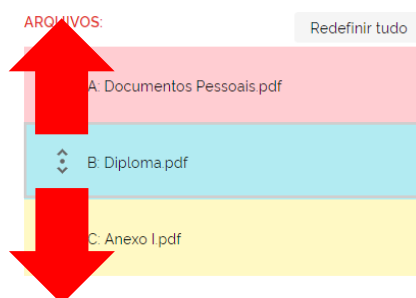 ARQUIVOS:
Redefinir tudo
A: Documentos Pessoais.pdf
B: Diploma.pdf
C: Anexo I.pdf